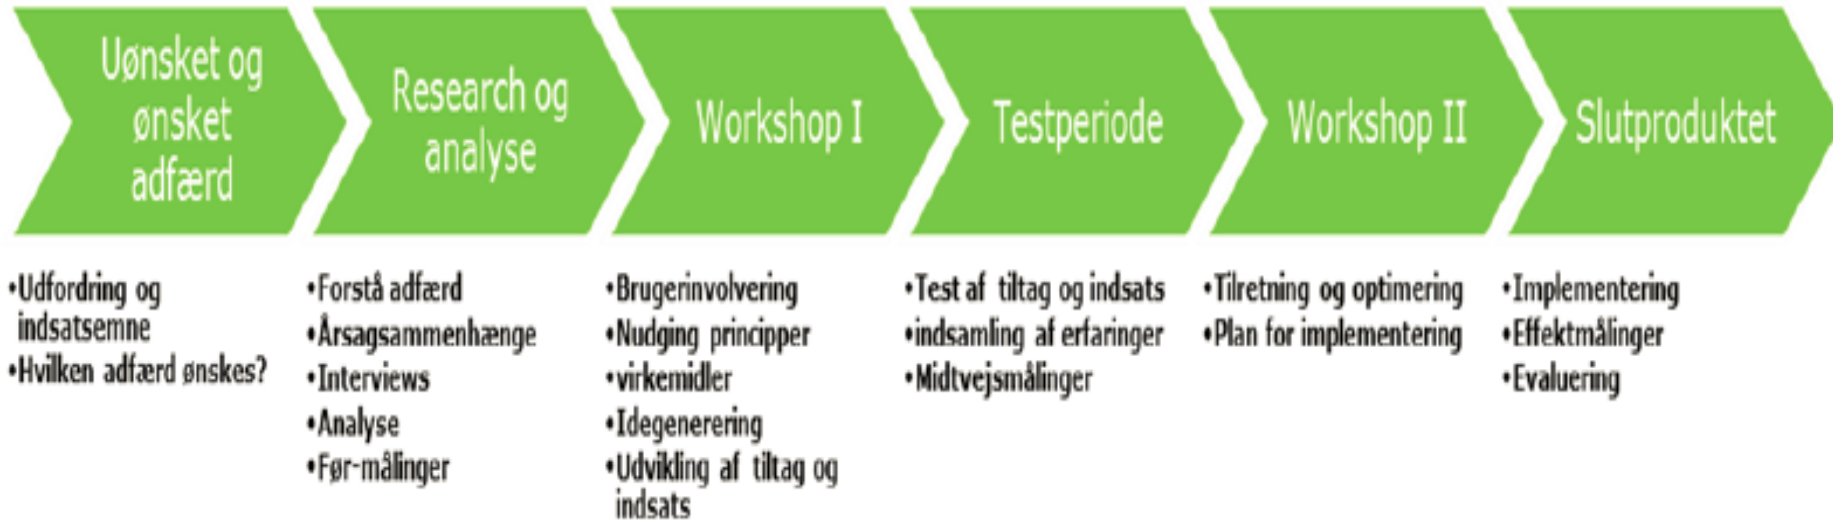 Uønsket og
ønsket
adfærd
•Udfordring og
indsatsemne
•Hvilken adfærd ønskes?
Research og
analyse
•Forstå adfærd
•Årsagsammenhænge
•Interviews
•Analyse
•Før-målinger
Workshop I
•Brugerinvolvering
•Nudging principper
•virkemidler
•Idegenerering
•Udvikling af tiltag og
indsats
Testperiode
•Test af tiltag og indsats
•indsamling af erfaringer
•Midtvejsmålinger
Workshop II
•Tilretning og optimering
•Plan for implementering
Slutproduktet
•Implementering
•Effektmålinger
•Evaluering